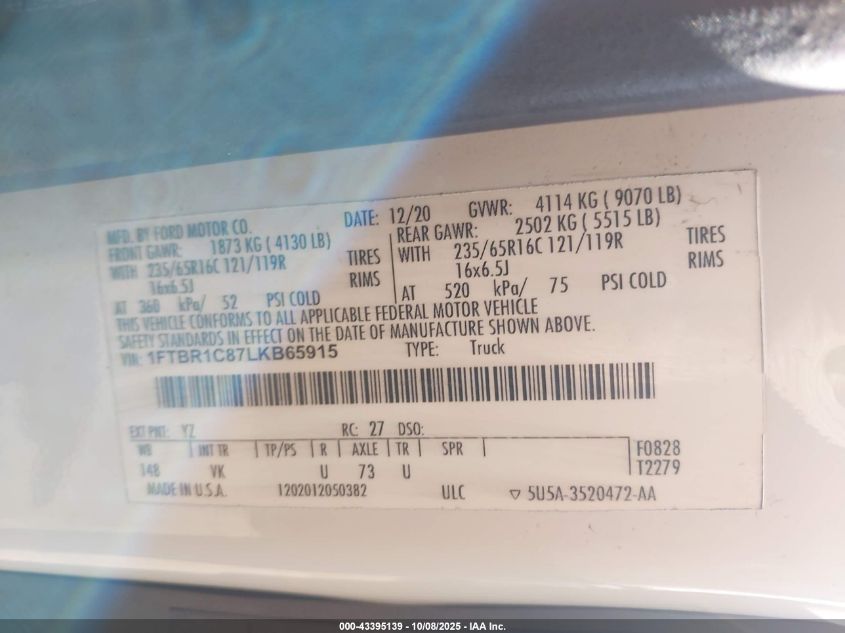 MFD. BY FORD MOTOR CO. DATE: 12/20 GVWR: 4114 KG ( 9070 LB)
FRONT GAWR: 1873 KG ( 4130 LB) REAR GAWR: 2502 KG ( 5515 LB)
WITH 235/65R16C 121/119R TIRES WITH 235/65R16C 121/119R TIRES
16x6.5J RIMS 16x6.5J RIMS
AT 360 kPa/ 52 PSI COLD AT 520 kPa/ 75 PSI COLD
THIS VEHICLE CONFORMS TO ALL APPLICABLE FEDERAL MOTOR VEHICLE
SAFETY STANDARDS IN EFFECT ON THE DATE OF MANUFACTURE SHOWN ABOVE.
VIN: 1FTBR1C87LKB65915 TYPE: Truck
EXT PNT: YZ RC: 27 DSO:
WB INT TR TP/PS R AXLE TR SPR F0828
148 VK U 73 U T2279
MADE IN U.S.A. 1202012050382 ULC ▽ 5U5A-3520472-AA
000-43395139 - 10/08/2025 - IAA Inc.